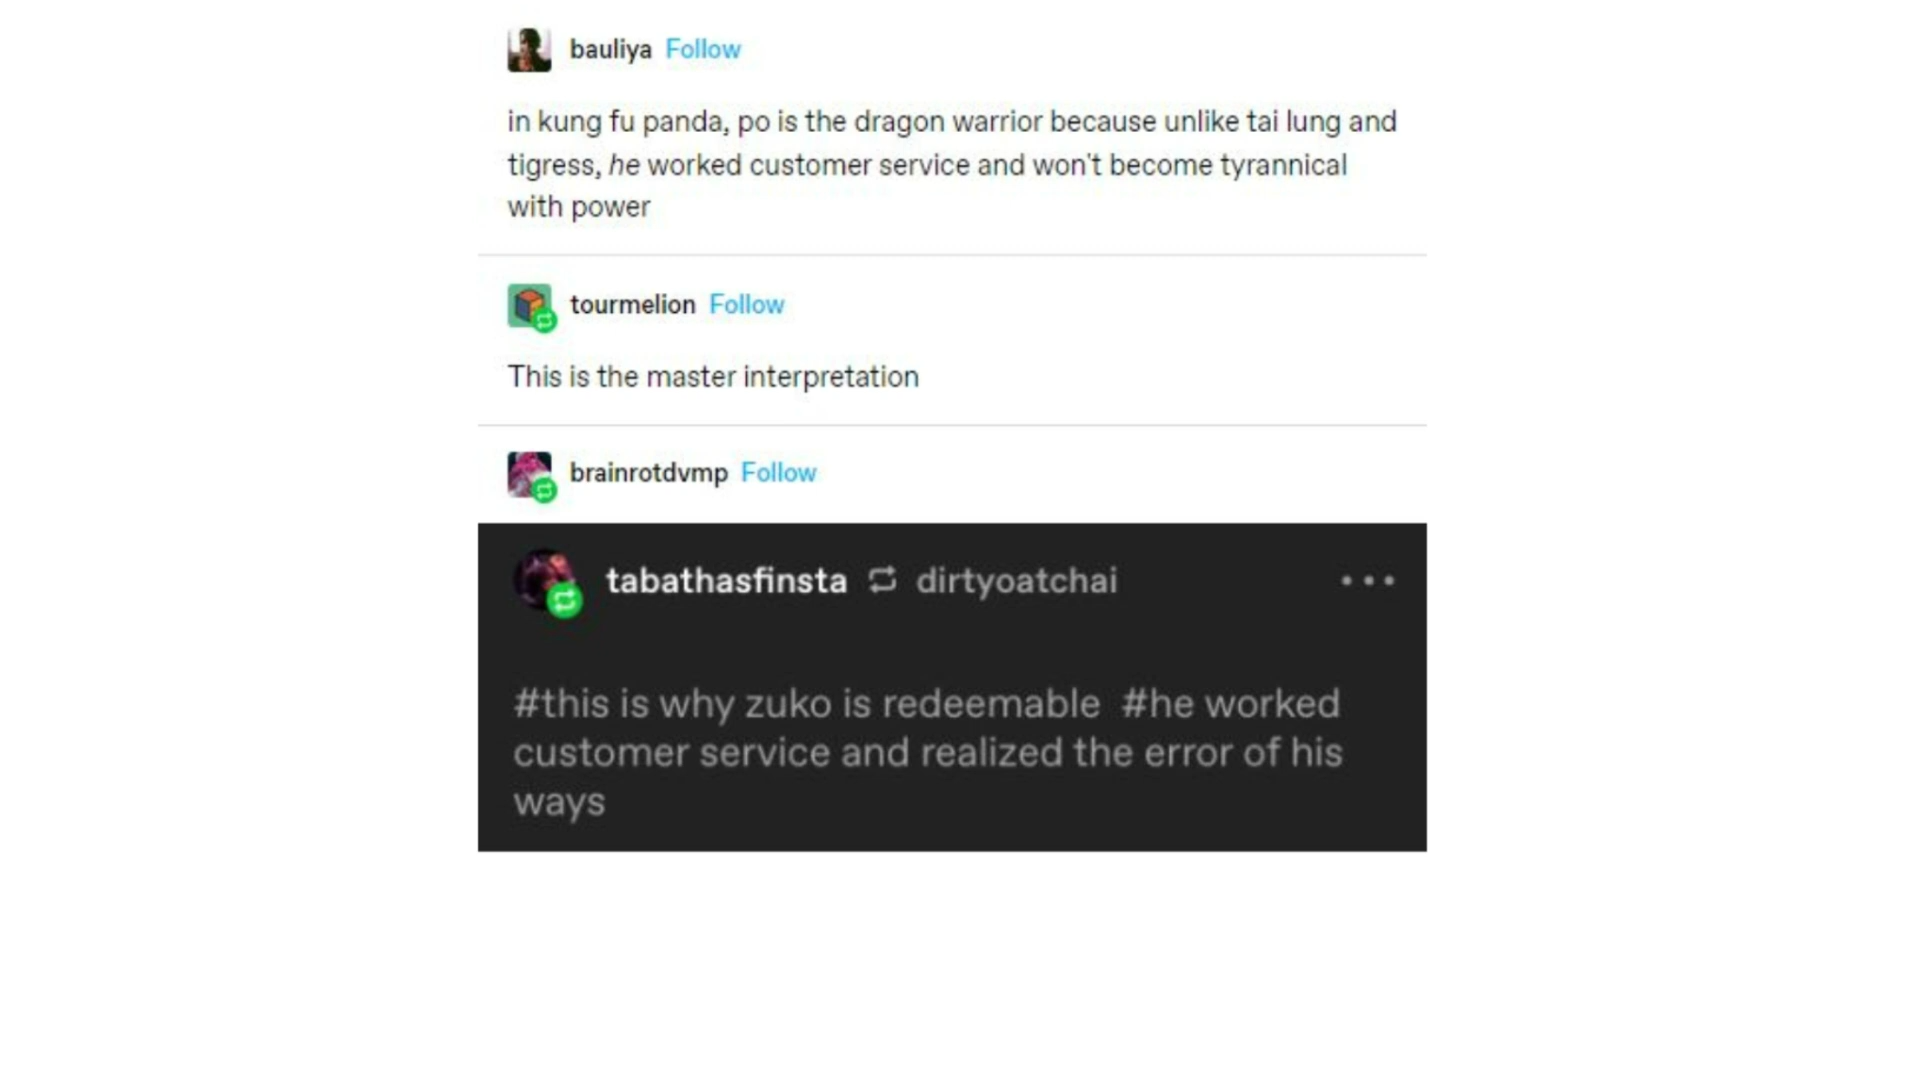 bauliya Follow
in kung fu panda, po is the dragon warrior because unlike tai lung and
tigress, he worked customer service and won't become tyrannical
with power
tourmelion Follow
This is the master interpretation
brainrotdvmp Follow
tabathasfinsta dirtyoatchai
#this is why zuko is redeemable #he worked
customer service and realized the error of his
ways